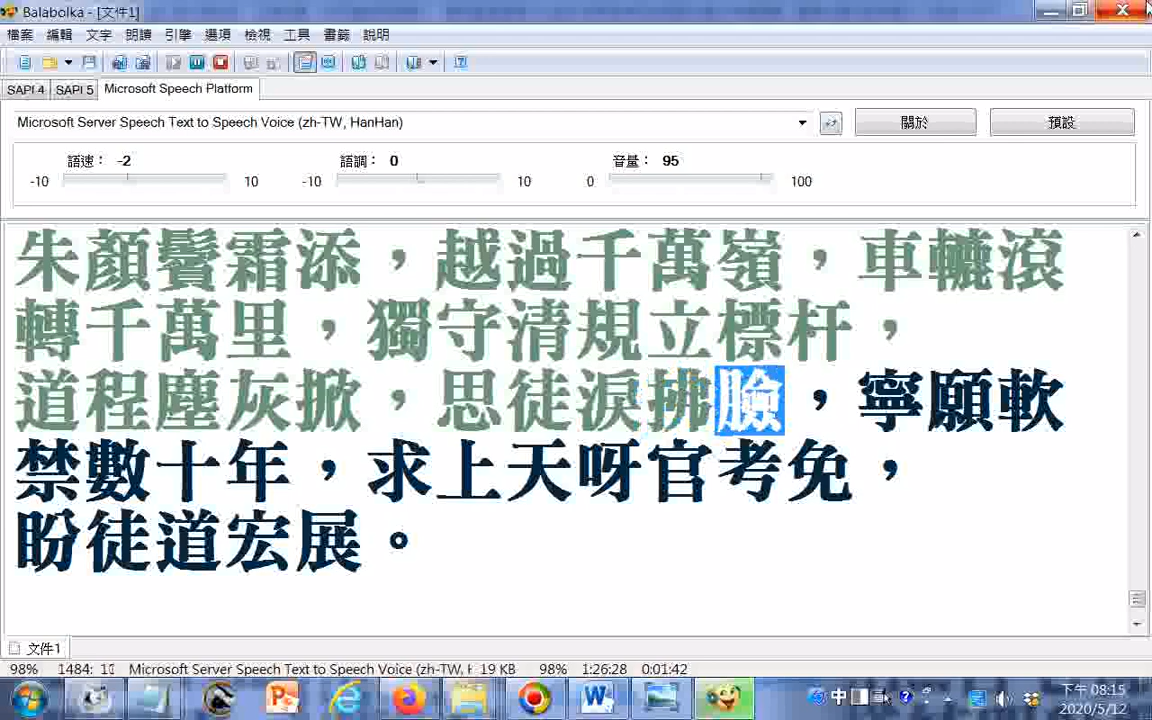 Balabolka - [文件1]
檔案 編輯 文字 朗讀 引擎 選項 檢視 工具 書籤 說明
SAPI 4 SAPI 5 Microsoft Speech Platform
Microsoft Server Speech Text to Speech Voice (zh-TW, HanHan) 關於 預設
語速： -2 語調： 0 音量： 95
-10 10 -10 10 0 100
朱顏鬢霜添，越過千萬嶺，車轆滾
轉千萬里，獨守清規立標杆，
道程塵灰掀，思徒淚拂臉，寧願軟
禁數十年，求上天呀官考免，
盼徒道宏展。
文件1
98% 1484: Microsoft Server Speech Text to Speech Voice (zh-TW, 19 KB 98% 1:26:28 0:01:42
中 下午 08:15
2020/5/12